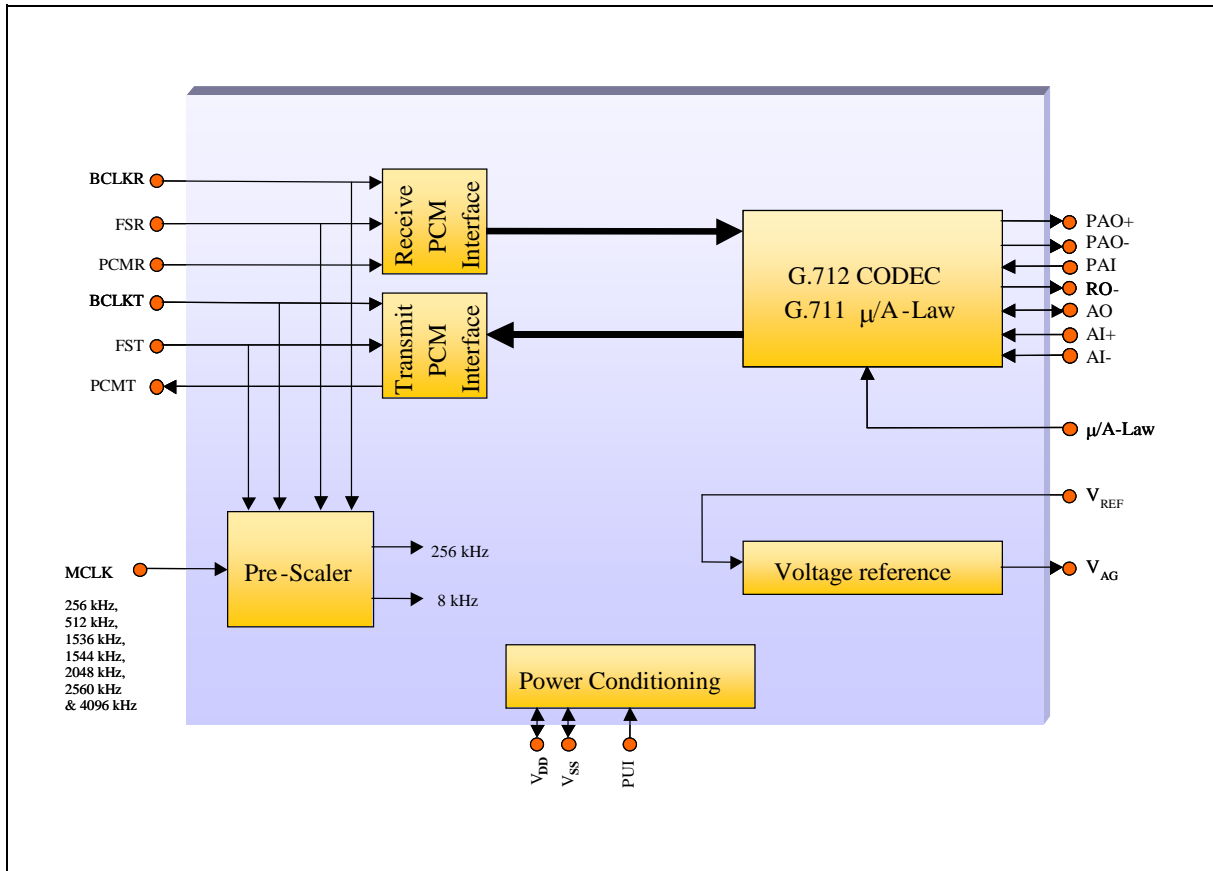 BCLKR
FSR
PCMR
BCLKT
FST
PCMT
Receive
PCM
Interface
Transmit
PCM
Interface
G.712 CODEC
G.711 μ/A-Law
PAO+
PAO-
PAI
RO-
AO
AI+
AI-
μ/A-Law
VREF
VAG
Voltage reference
MCLK
256 kHz,
512 kHz,
1536 kHz,
1544 kHz,
2048 kHz,
2560 kHz
& 4096 kHz
Pre-Scaler
256 kHz
8 kHz
Power Conditioning
VDD
VSS
PUI